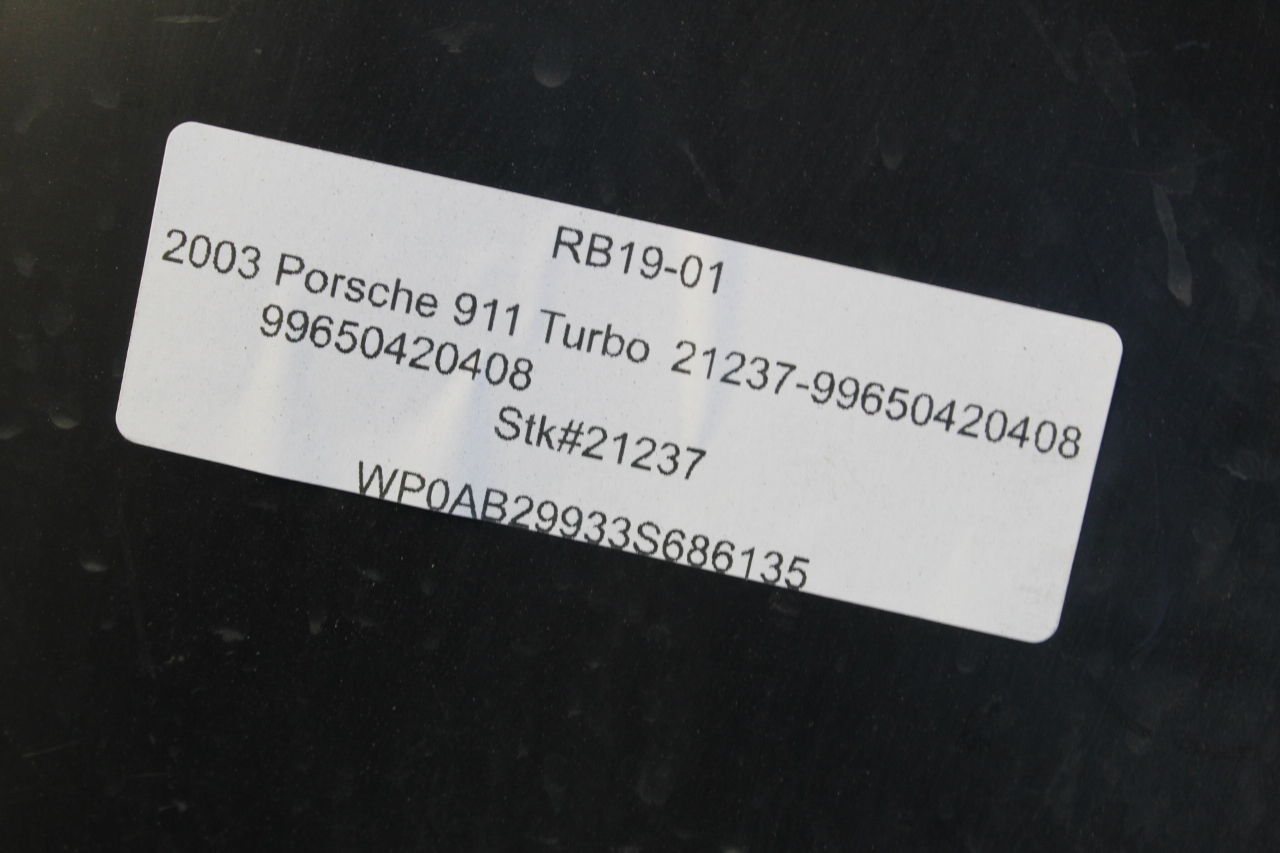 RB19-01
2003 Porsche 911 Turbo 21237-99650420408
99650420408
Stk#21237
WP0AB29933S686135